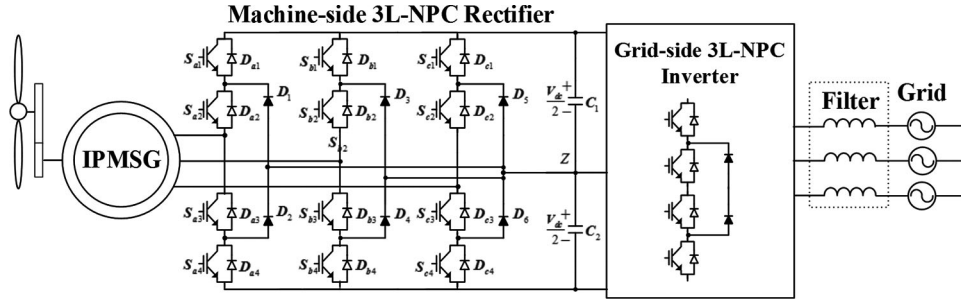 Machine-side 3L-NPC Rectifier
Grid-side 3L-NPC
Inverter
Filter
Grid
IPMSG
Sa1 Da1 Sb1 Db1 Sc1 Dc1
D1 D3 D5
Sa2 Da2 Sb2 Db2 Sc2 Dc2
Vdc/2 + - C1
Sb2
Z
Sa3 Da3 D2 Sb3 Db3 D4 Sc3 Dc3 D6
Vdc/2 + - C2
Sa4 Da4 Sb4 Db4 Sc4 Dc4